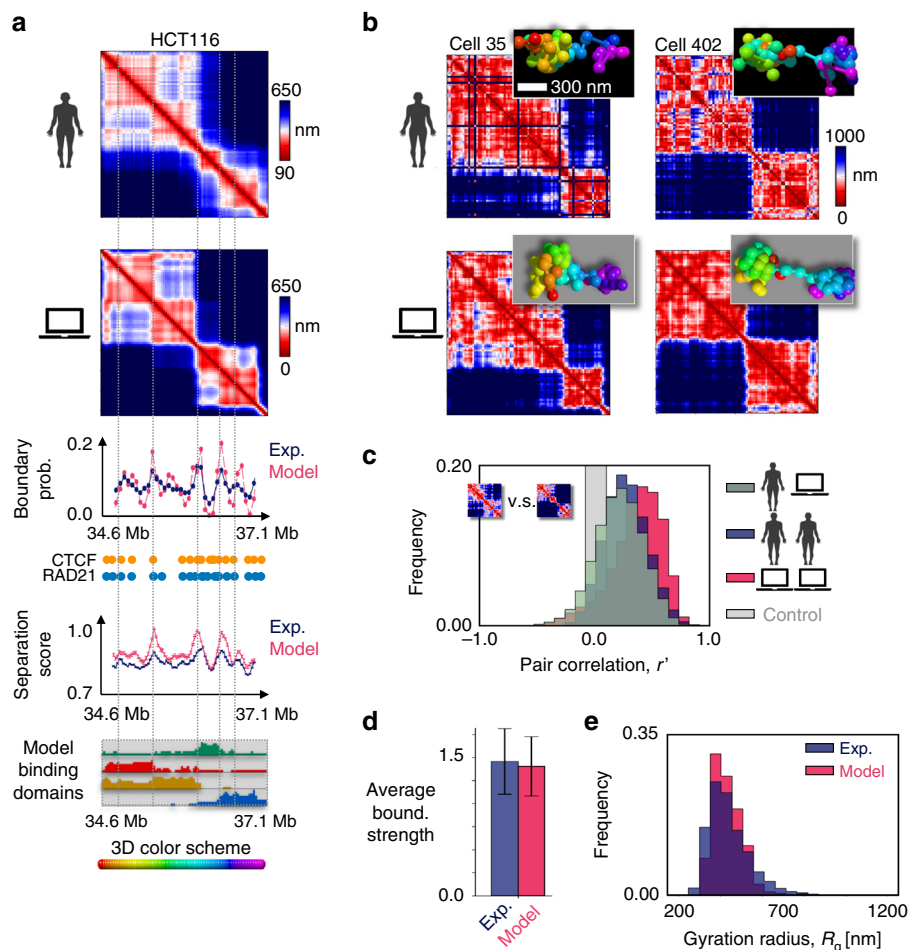 a
HCT116
650
nm
90
650
nm
0
Boundary
prob.
0.2
0.0
Exp.
Model
34.6 Mb
37.1 Mb
CTCF
RAD21
Separation
score
1.0
0.7
Exp.
Model
34.6 Mb
37.1 Mb
Model
binding
domains
34.6 Mb
37.1 Mb
3D color scheme
b
Cell 35
300 nm
Cell 402
1000
nm
0
c
0.20
Frequency
0.00
v.s.
–1.0
0.0
1.0
Pair correlation, r’
Control
d
Average
bound.
strength
1.5
0.0
Exp.
Model
e
0.35
Frequency
0.00
Exp.
Model
200
700
1200
Gyration radius, Rg [nm]